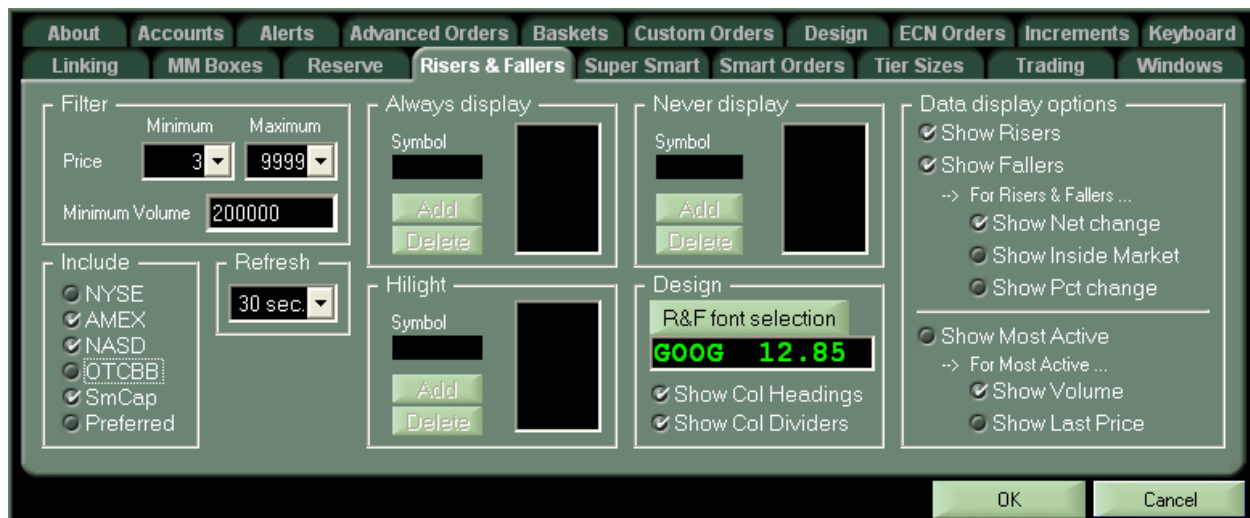 About Accounts Alerts Advanced Orders Baskets Custom Orders Design ECN Orders Increments Keyboard
Linking MM Boxes Reserve Risers & Fallers Super Smart Smart Orders Tier Sizes Trading Windows
Filter
Minimum Maximum
Price 3 9999
Minimum Volume 200000
Include
NYSE
AMEX
NASD
OTCBB
SmCap
Preferred
Refresh
30 sec.
Always display
Symbol
Add
Delete
Hilight
Symbol
Add
Delete
Never display
Symbol
Add
Delete
Design
R&F font selection
GOOG 12.85
Show Col Headings
Show Col Dividers
Data display options
Show Risers
Show Fallers
--> For Risers & Fallers ...
Show Net change
Show Inside Market
Show Pct change
Show Most Active
--> For Most Active ...
Show Volume
Show Last Price
OK Cancel